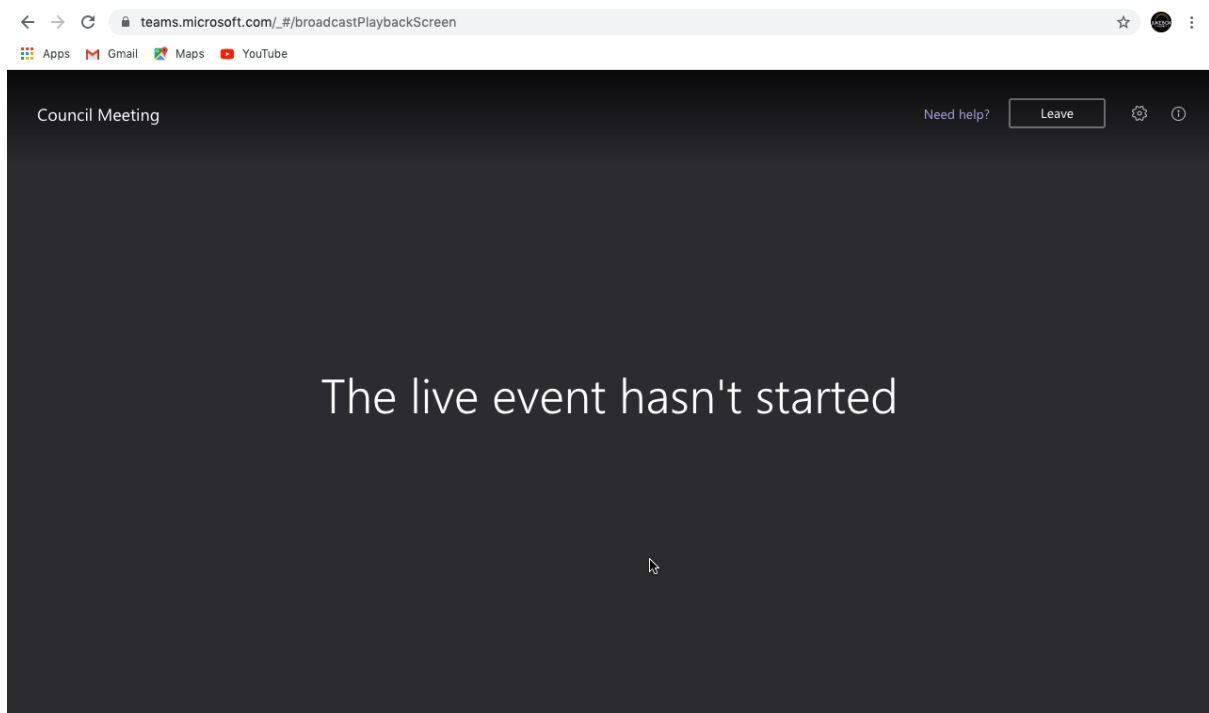 teams.microsoft.com/_#/broadcastPlaybackScreen
Apps Gmail Maps YouTube
Council Meeting Need help? Leave
The live event hasn't started